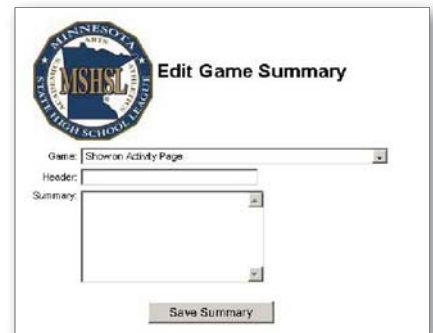 MINNESOTA
STATE HIGH SCHOOL LEAGUE
ARTS
ACADEMICS
ATHLETICS
MSHSL
Edit Game Summary
Game: Show on Activity Page
Header:
Summary:
Save Summary